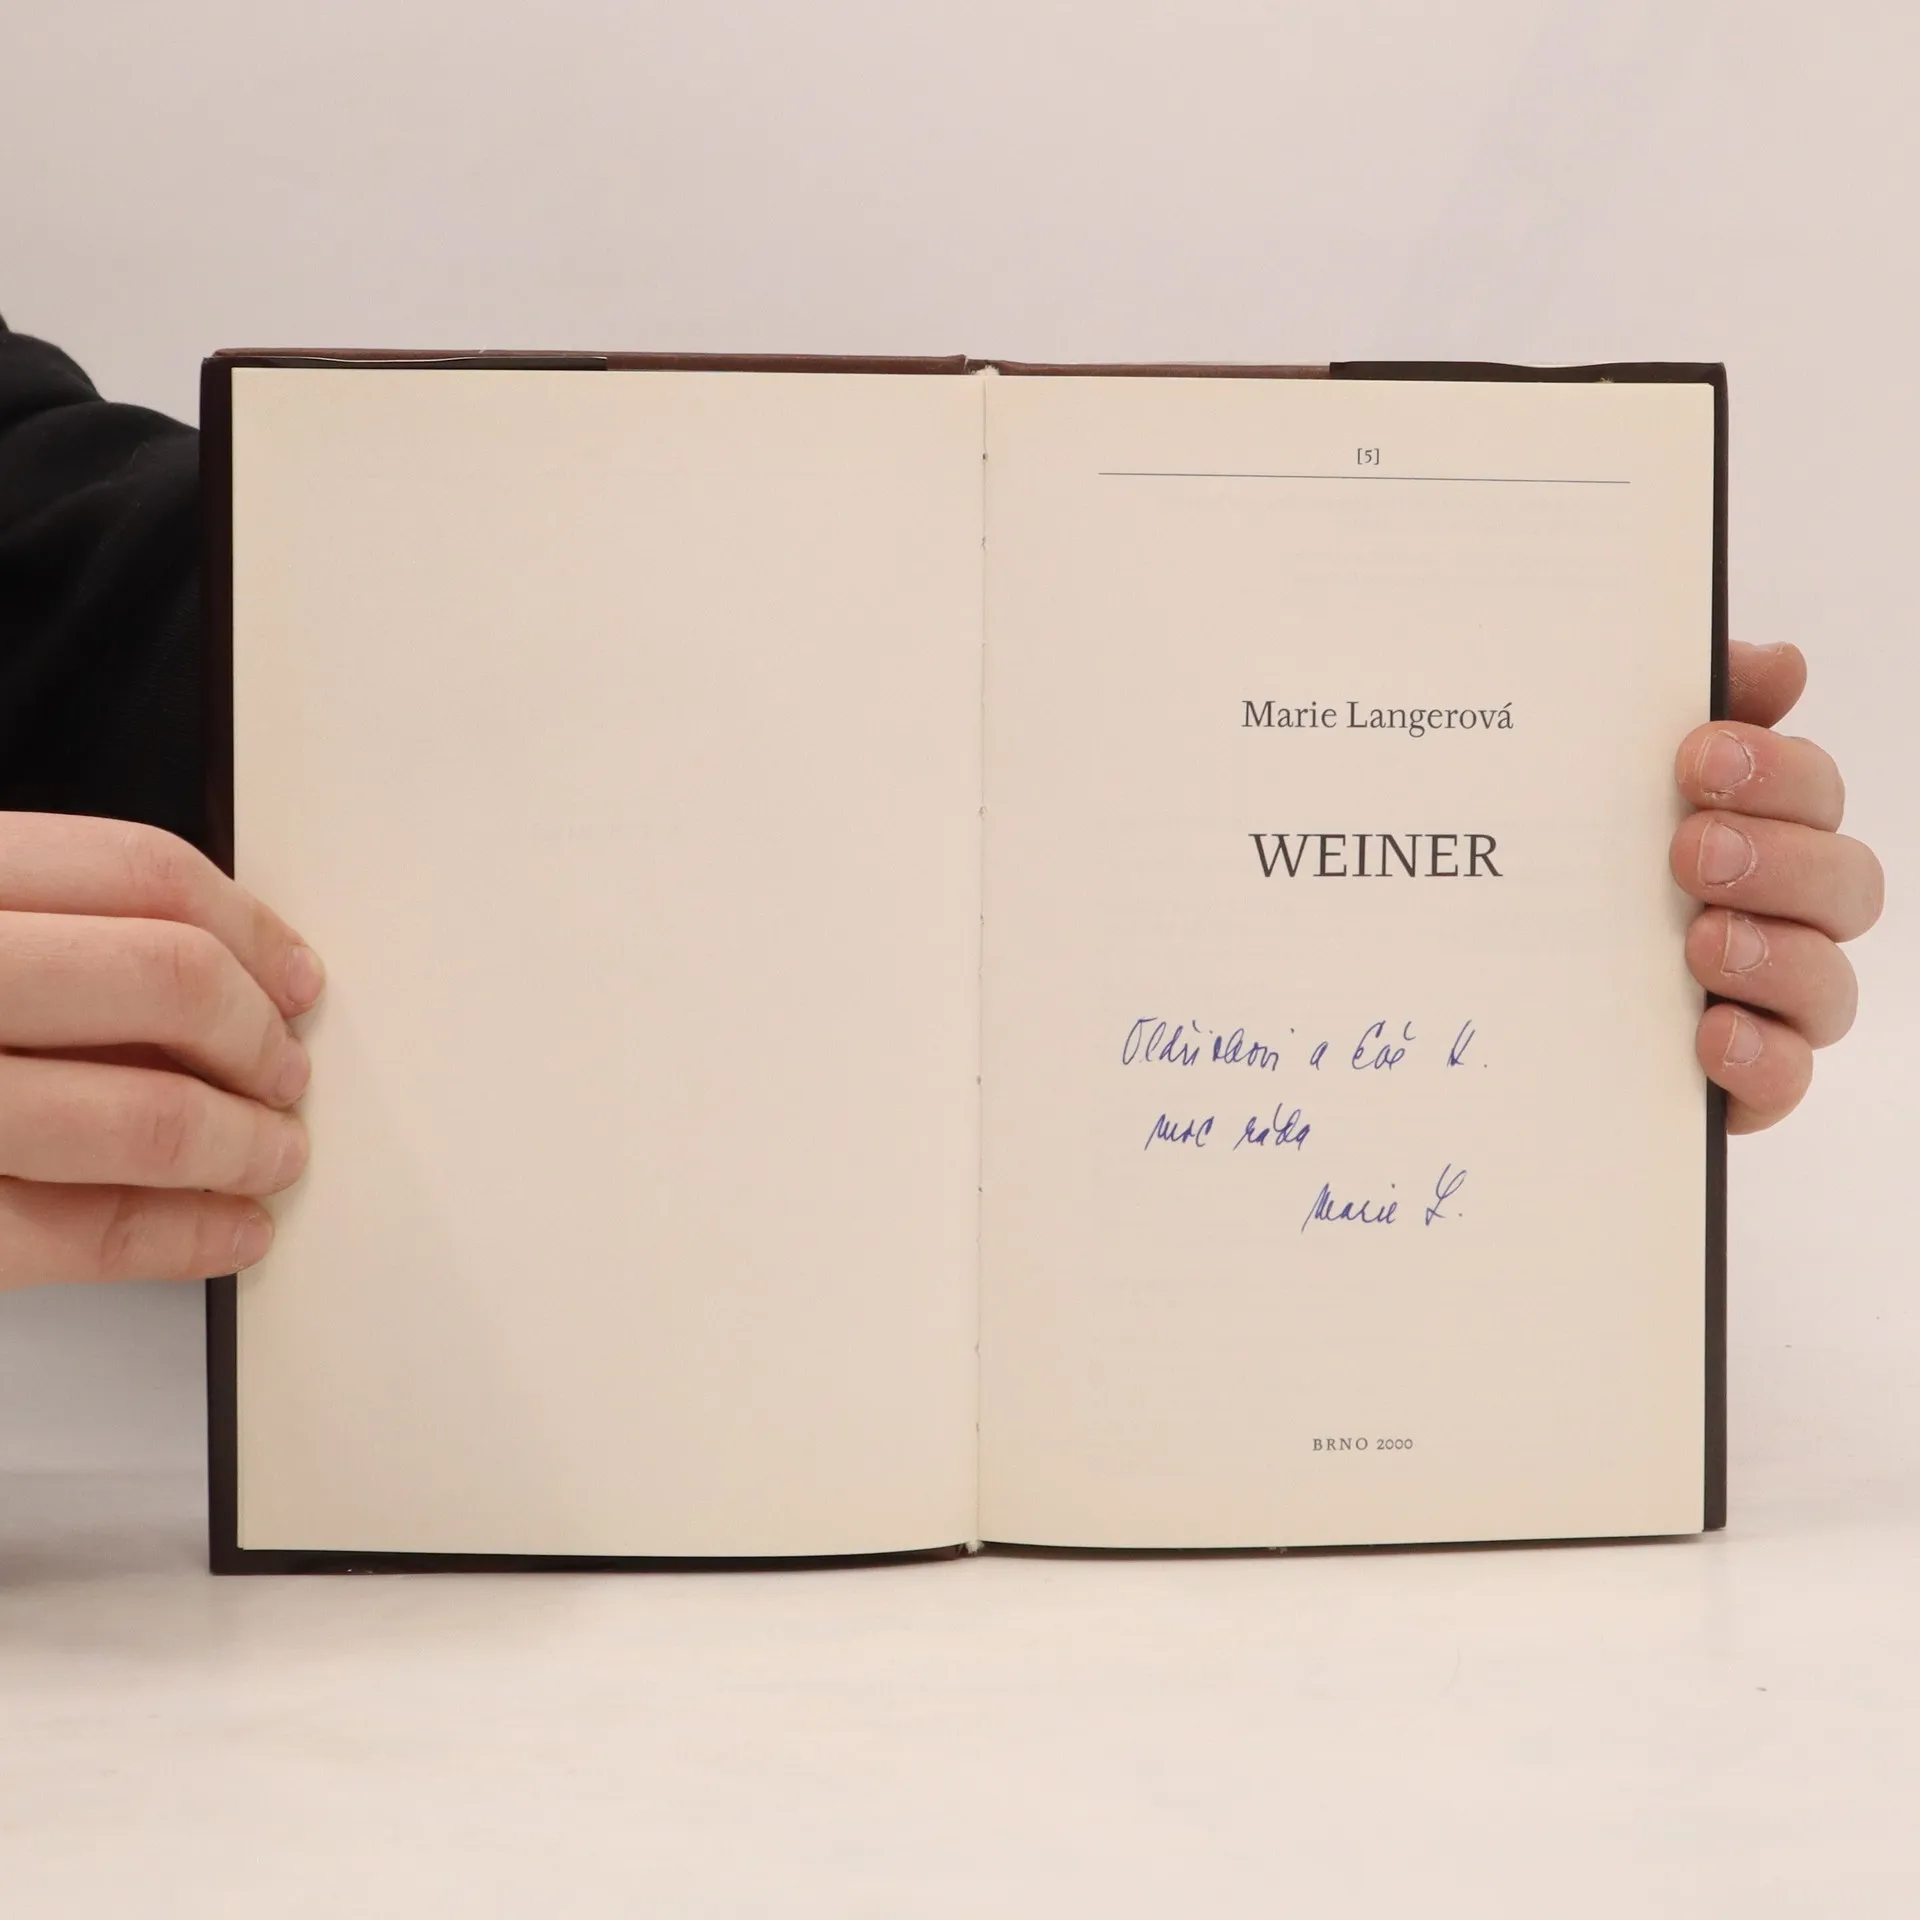 [5]
Marie Langerová
WEINER
Oldřichovi a Evě H.
moc ráda
Marie L.
BRNO 2000